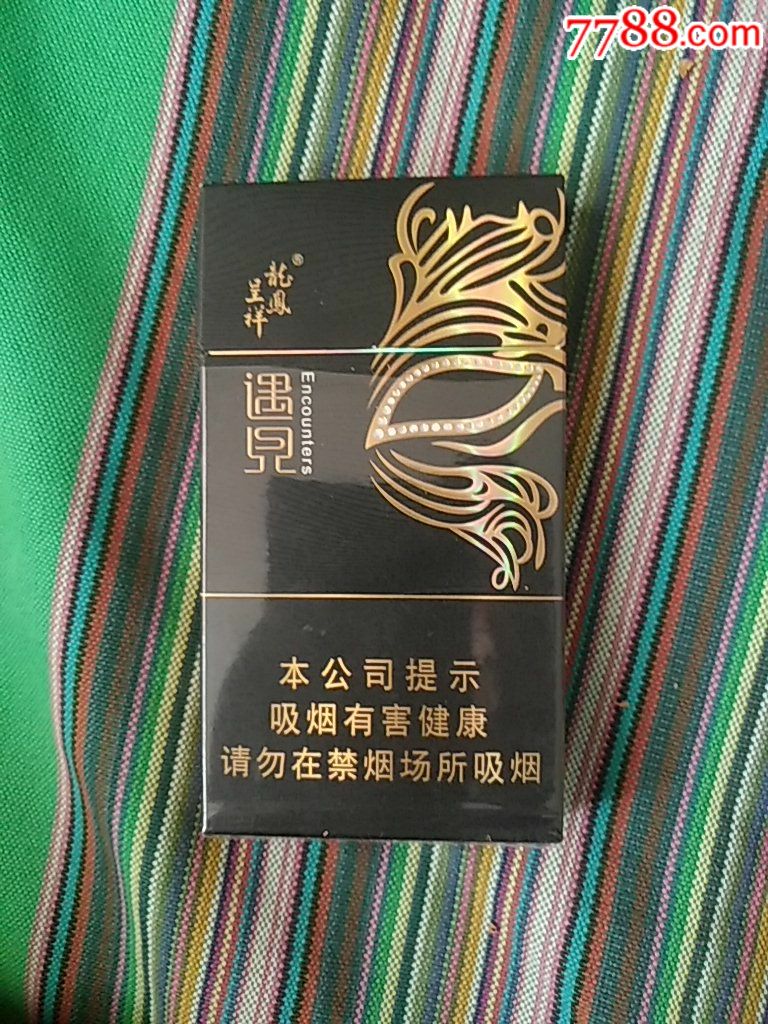 7788.com
龍鳳®
呈祥
遇見
Encounters
本公司提示
吸烟有害健康
请勿在禁烟场所吸烟